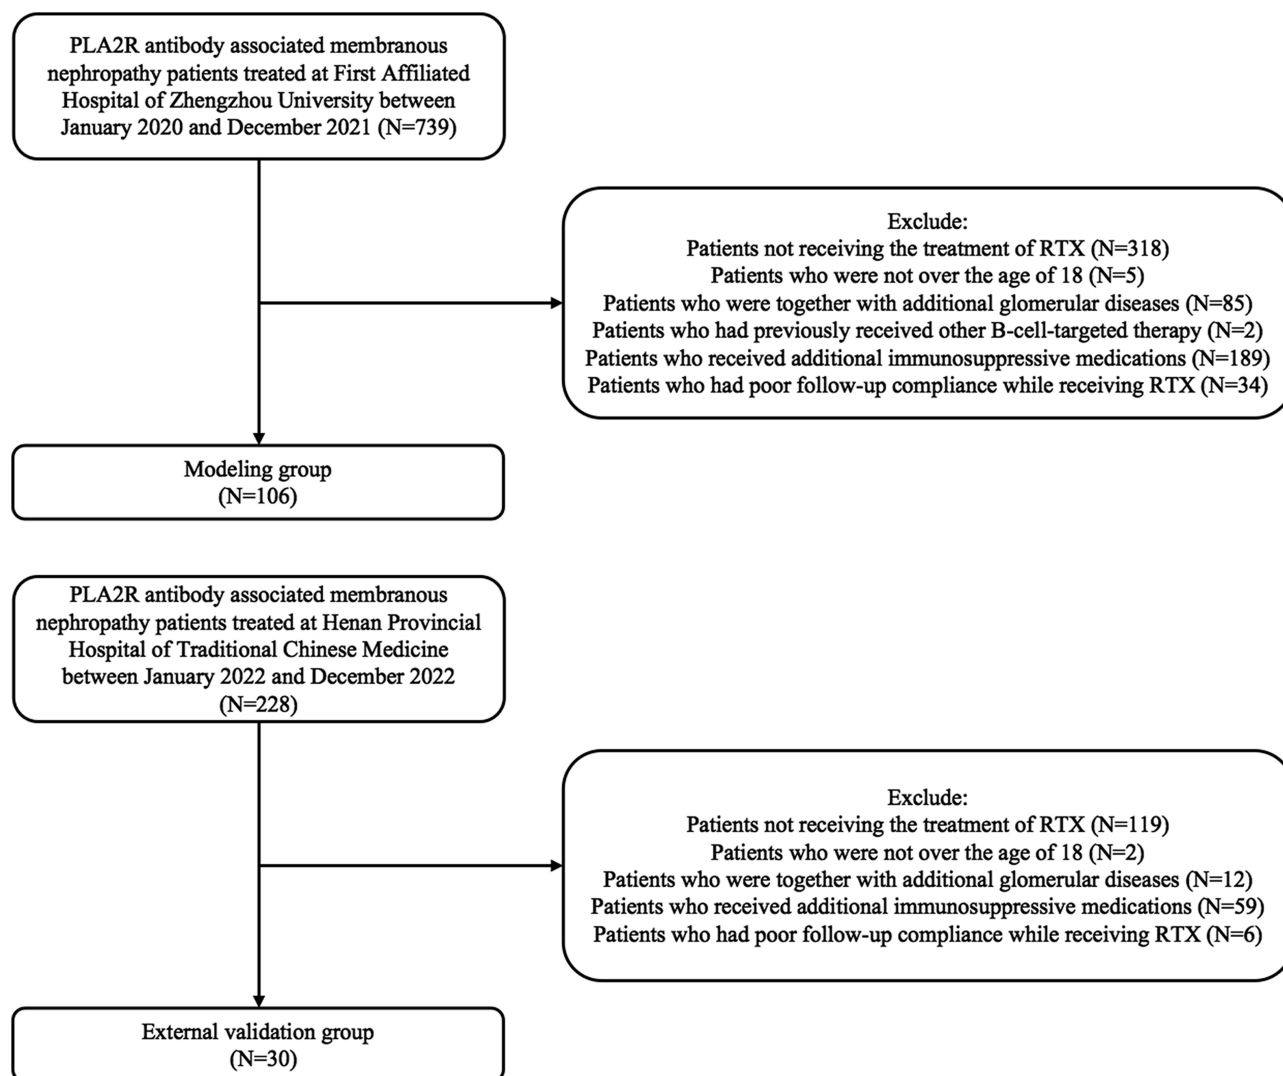 PLA2R antibody associated membranous
nephropathy patients treated at First Affiliated
Hospital of Zhengzhou University between
January 2020 and December 2021 (N=739)
Exclude:
Patients not receiving the treatment of RTX (N=318)
Patients who were not over the age of 18 (N=5)
Patients who were together with additional glomerular diseases (N=85)
Patients who had previously received other B-cell-targeted therapy (N=2)
Patients who received additional immunosuppressive medications (N=189)
Patients who had poor follow-up compliance while receiving RTX (N=34)
Modeling group
(N=106)
PLA2R antibody associated membranous
nephropathy patients treated at Henan Provincial
Hospital of Traditional Chinese Medicine
between January 2022 and December 2022
(N=228)
Exclude:
Patients not receiving the treatment of RTX (N=119)
Patients who were not over the age of 18 (N=2)
Patients who were together with additional glomerular diseases (N=12)
Patients who received additional immunosuppressive medications (N=59)
Patients who had poor follow-up compliance while receiving RTX (N=6)
External validation group
(N=30)